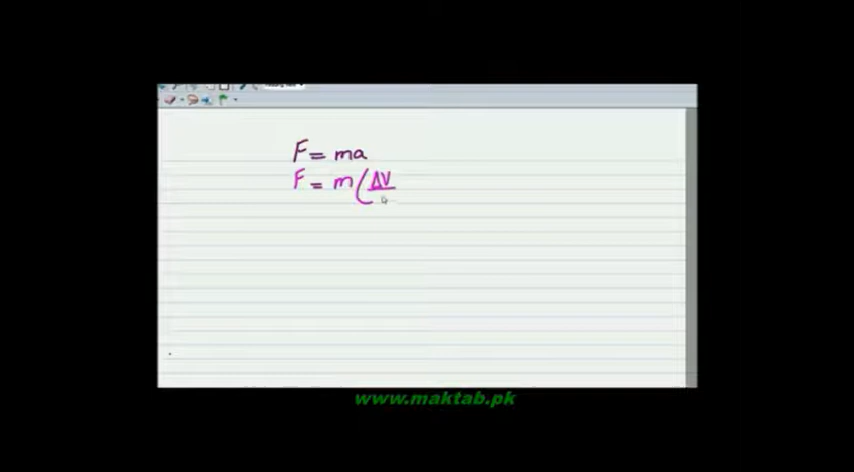 F = ma
F = m(ΔV/
www.maktab.pk